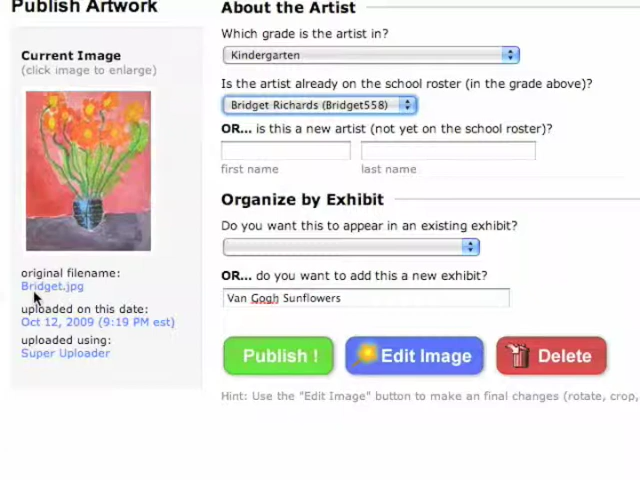 Publish Artwork
Current Image
(click image to enlarge)
original filename:
Bridget.jpg
uploaded on this date:
Oct 12, 2009 (9:19 PM est)
uploaded using:
Super Uploader
About the Artist
Which grade is the artist in?
Kindergarten
Is the artist already on the school roster (in the grade above)?
Bridget Richards (Bridget558)
OR... is this a new artist (not yet on the school roster)?
first name last name
Organize by Exhibit
Do you want this to appear in an existing exhibit?
OR... do you want to add this a new exhibit?
Van Gogh Sunflowers
Publish ! Edit Image Delete
Hint: Use the "Edit Image" button to make an final changes (rotate, crop,